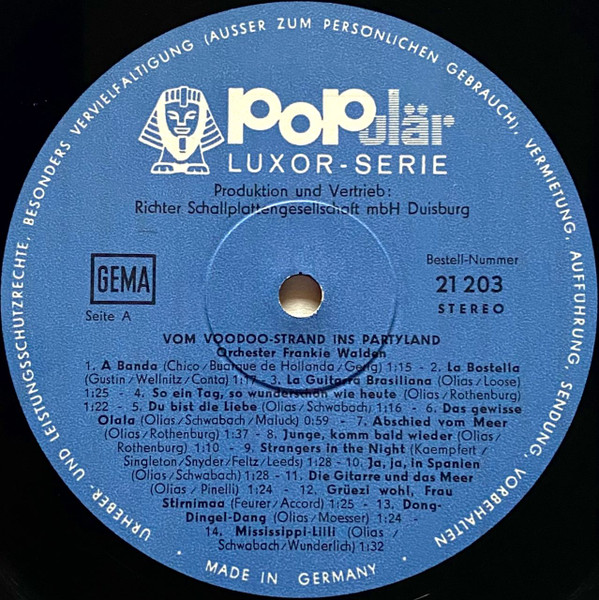 URHEBER- UND LEISTUNGSSCHUTZRECHTE, BESONDERS VERVIELFÄLTIGUNG (AUSSER ZUM PERSÖNLICHEN GEBRAUCH), VERMIETUNG, AUFFÜHRUNG, SENDUNG, VORBEHALTEN
POPulär
LUXOR-SERIE
Produktion und Vertrieb:
Richter Schallplattengesellschaft mbH Duisburg
GEMA
Seite A
Bestell-Nummer
21 203
STEREO
VOM VOODOO-STRAND INS PARTYLAND
Orchester Frankie Walden
1. A Banda (Chico/Buarque de Hollanda/Geng) 1:15 - 2. La Bostella
(Gustin/Wellnitz/Canta) 1:17 - 3. La Guitarra Brasiliana (Olias/Loose)
1:25 - 4. So ein Tag, so wunderschön wie heute (Olias/Rothenburg)
1:22 - 5. Du bist die Liebe (Olias/Schwabach) 1:16 - 6. Das gewisse
Olala (Olias/Schwabach/Maluck) 0:59 - 7. Abschied vom Meer
(Olias/Rothenburg) 1:37 - 8. Junge, komm bald wieder (Olias/
Rothenburg) 1:10 - 9. Strangers in the Night (Kaempfert/
Singleton/Snyder/Feltz/Leeds) 1:28 - 10. Ja, ja, in Spanien
(Olias/Schwabach) 1:28 - 11. Die Gitarre und das Meer
(Olias/Pinelli) 1:24 - 12. Grüezi wohl, Frau
Stirnimaa (Feurer/Accord) 1:25 - 13. Dong-
Dingel-Dang (Olias/Moesser) 1:24 -
14. Mississippi-Lilli (Olias/
Schwabach/Wunderlich) 1:32
• MADE IN GERMANY •